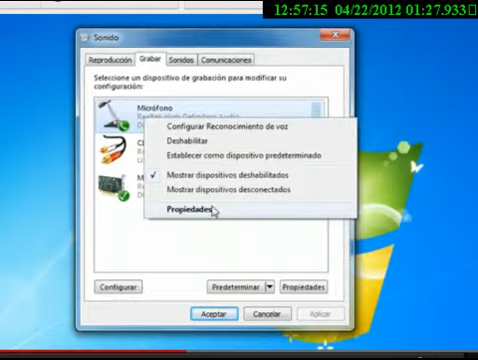 12:57:15 04/22/2012 01:27.933
Sonido
Reproducción Grabar Sonidos Comunicaciones
Seleccione un dispositivo de grabación para modificar su
configuración:
Micrófono
Realtek High Definition Audio
Configurar Reconocimiento de voz
Deshabilitar
Establecer como dispositivo predeterminado
Mostrar dispositivos deshabilitados
Mostrar dispositivos desconectados
Propiedades
Configurar Predeterminar Propiedades
Aceptar Cancelar Aplicar